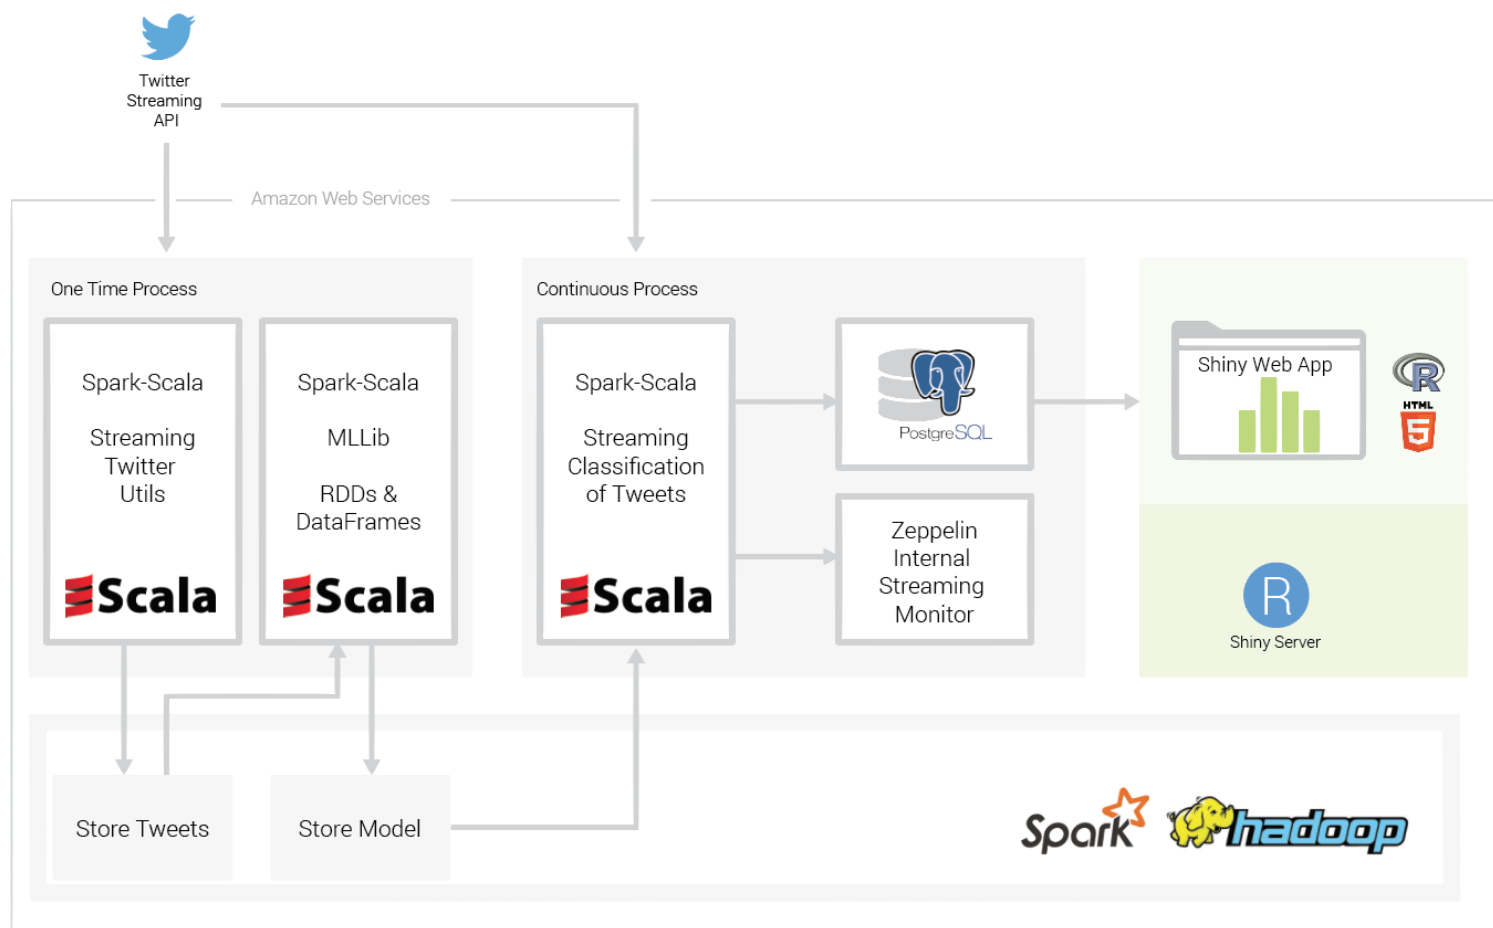 Twitter
Streaming
API
Amazon Web Services
One Time Process
Spark-Scala
Streaming
Twitter
Utils
Scala
Spark-Scala
MLLib
RDDs &
DataFrames
Scala
Continuous Process
Spark-Scala
Streaming
Classification
of Tweets
Scala
PostgreSQL
Zeppelin
Internal
Streaming
Monitor
Shiny Web App
R
HTML
5
R
Shiny Server
Store Tweets
Store Model
Spark
hadoop